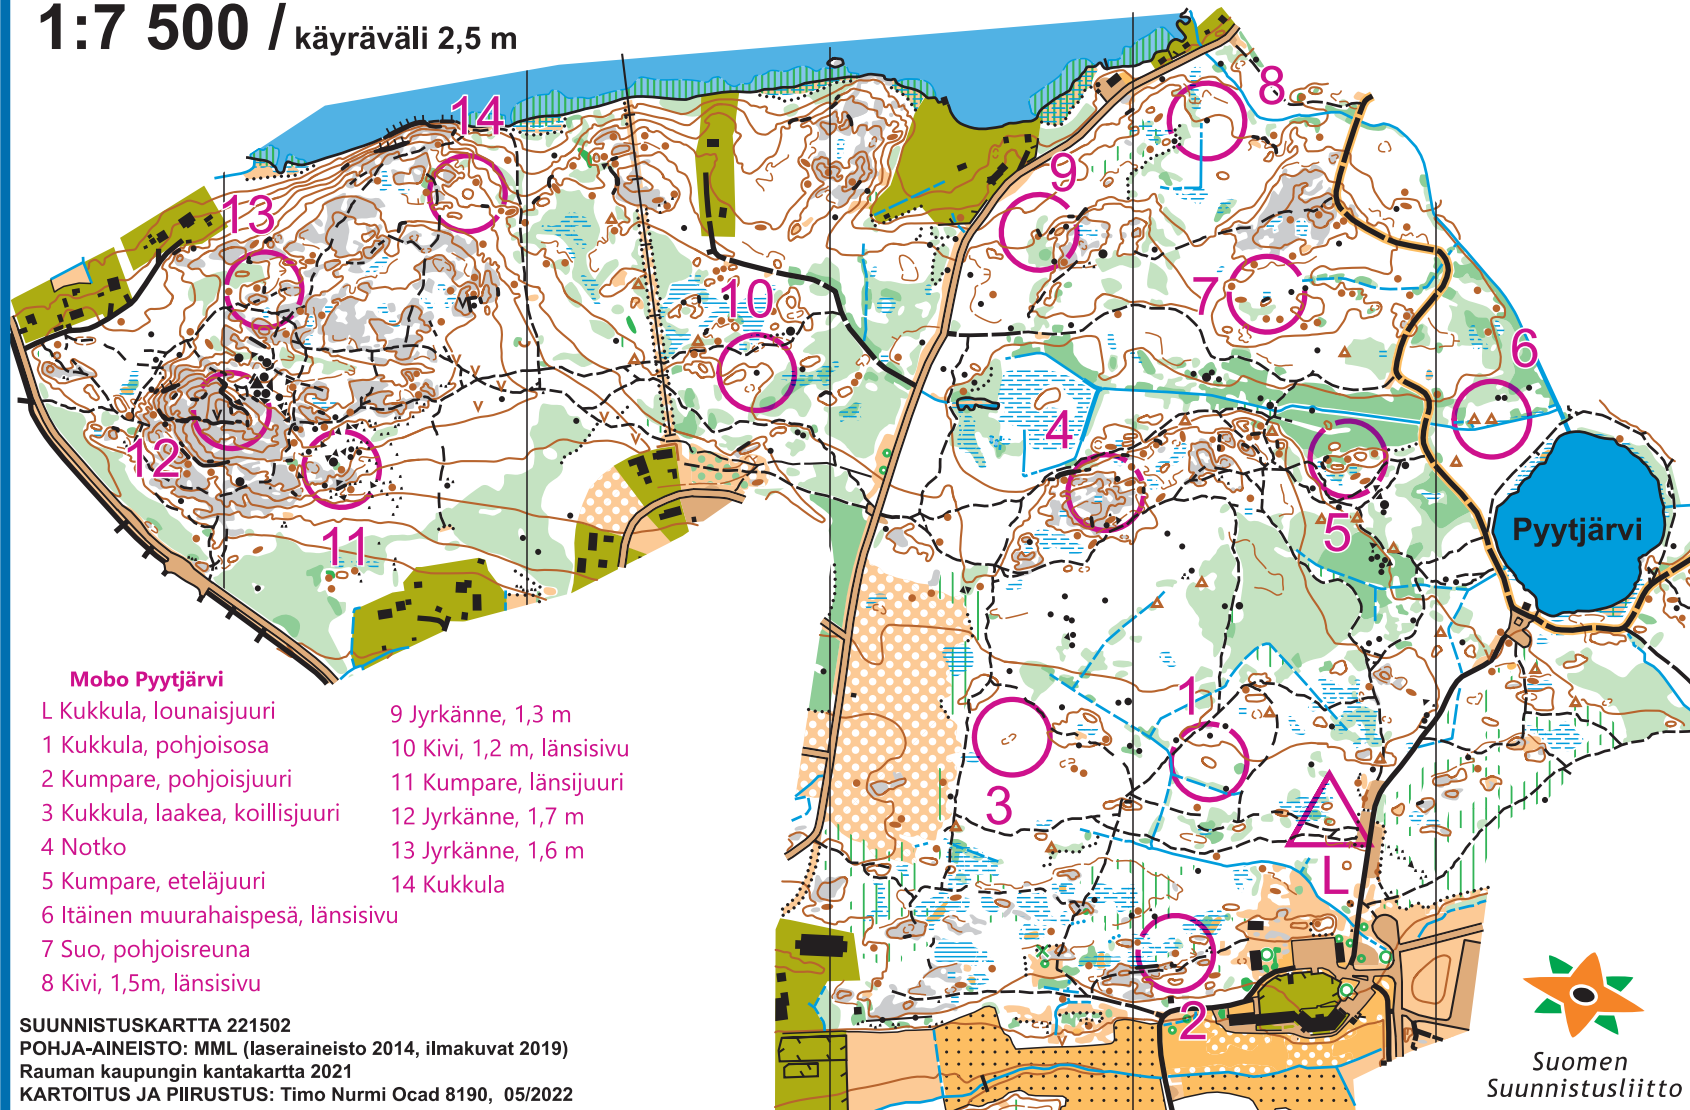 1:7 500 / käyräväli 2,5 m
8
14
9
13
7
10
6
4
12
5
11
Pyytjärvi
1
3
L
2
Mobo Pyytjärvi
L Kukkula, lounaisjuuri
1 Kukkula, pohjoisosa
2 Kumpare, pohjoisjuuri
3 Kukkula, laakea, koillisjuuri
4 Notko
5 Kumpare, eteläjuuri
6 Itäinen muurahaispesä, länsisivu
7 Suo, pohjoisreuna
8 Kivi, 1,5m, länsisivu
9 Jyrkänne, 1,3 m
10 Kivi, 1,2 m, länsisivu
11 Kumpare, länsijuuri
12 Jyrkänne, 1,7 m
13 Jyrkänne, 1,6 m
14 Kukkula
SUUNNISTUSKARTTA 221502
POHJA-AINEISTO: MML (laseraineisto 2014, ilmakuvat 2019)
Rauman kaupungin kantakartta 2021
KARTOITUS JA PIIRUSTUS: Timo Nurmi Ocad 8190, 05/2022
Suomen
Suunnistusliitto